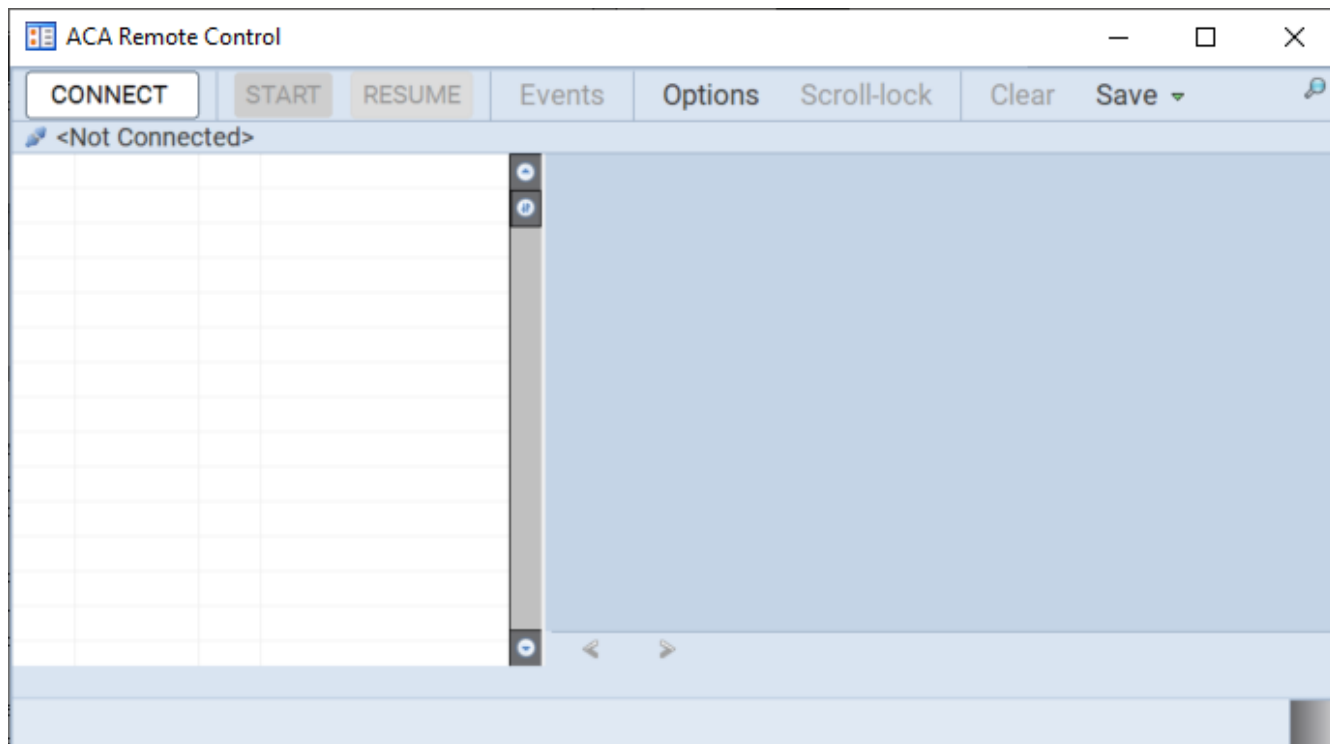 ACA Remote Control
CONNECT START RESUME Events Options Scroll-lock Clear Save
<Not Connected>